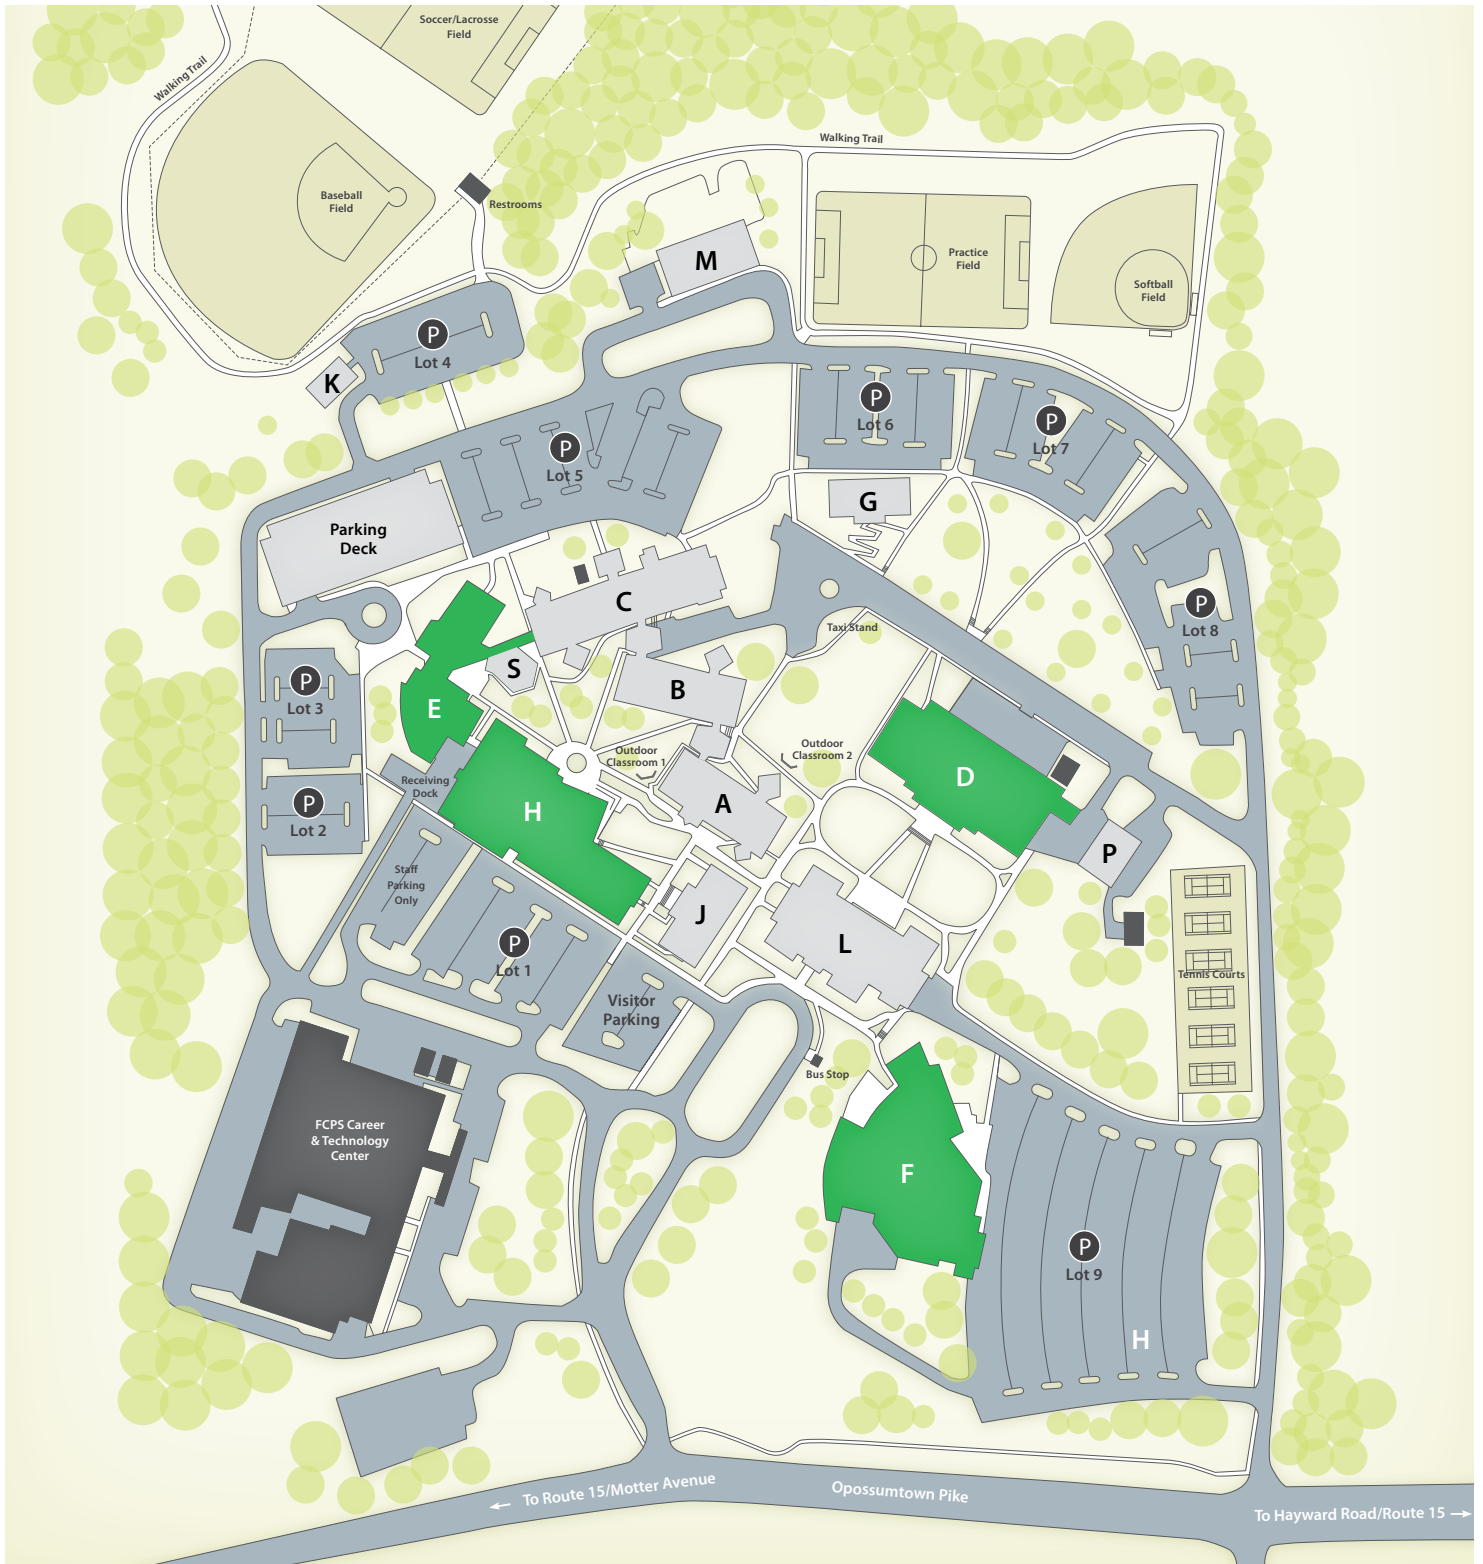 Soccer/Lacrosse
Field
Walking Trail
Walking Trail
Baseball
Field
Restrooms
M
Practice
Field
Softball
Field
P
Lot 4
K
P
Lot 5
P
Lot 6
P
Lot 7
G
Parking
Deck
C
P
Lot 8
Taxi Stand
S
B
E
P
Lot 3
Outdoor
Classroom 1
Outdoor
Classroom 2
Receiving
Dock
D
P
Lot 2
H
A
P
Staff
Parking
Only
J
L
P
Lot 1
Tennis Courts
Visitor
Parking
Bus Stop
FCPS Career
& Technology
Center
F
P
Lot 9
H
To Route 15/Motter Avenue
Opossumtown Pike
To Hayward Road/Route 15